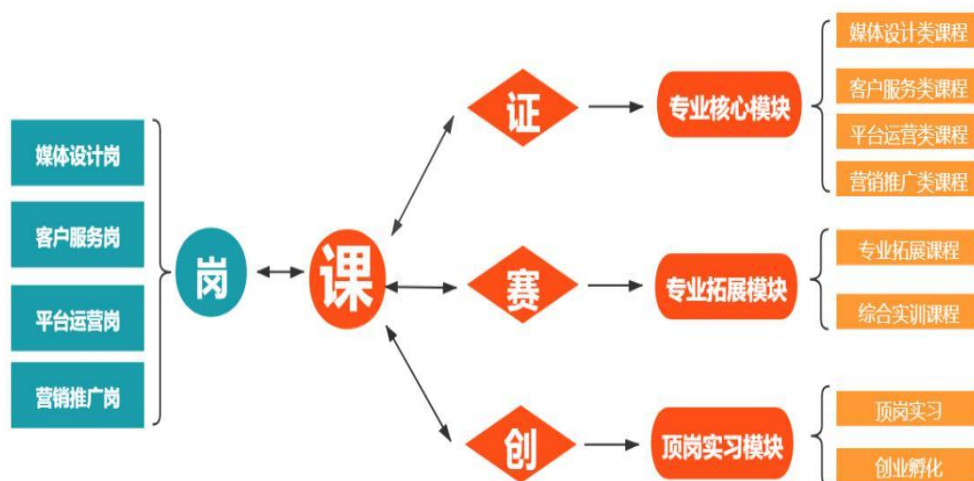 媒体设计岗
客户服务岗
平台运营岗
营销推广岗
岗
课
证
赛
创
专业核心模块
专业拓展模块
顶岗实习模块
媒体设计类课程
客户服务类课程
平台运营类课程
营销推广类课程
专业拓展课程
综合实训课程
顶岗实习
创业孵化